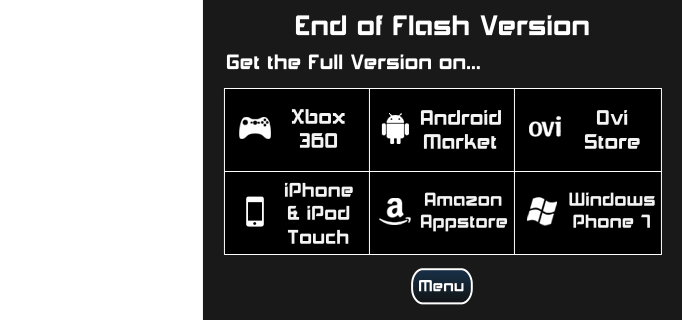 End of Flash Version
Get the Full Version on...
Xbox
360
Android
Market
ovi
Ovi
Store
iPhone
& iPod
Touch
a
Amazon
Appstore
Windows
Phone 7
Menu